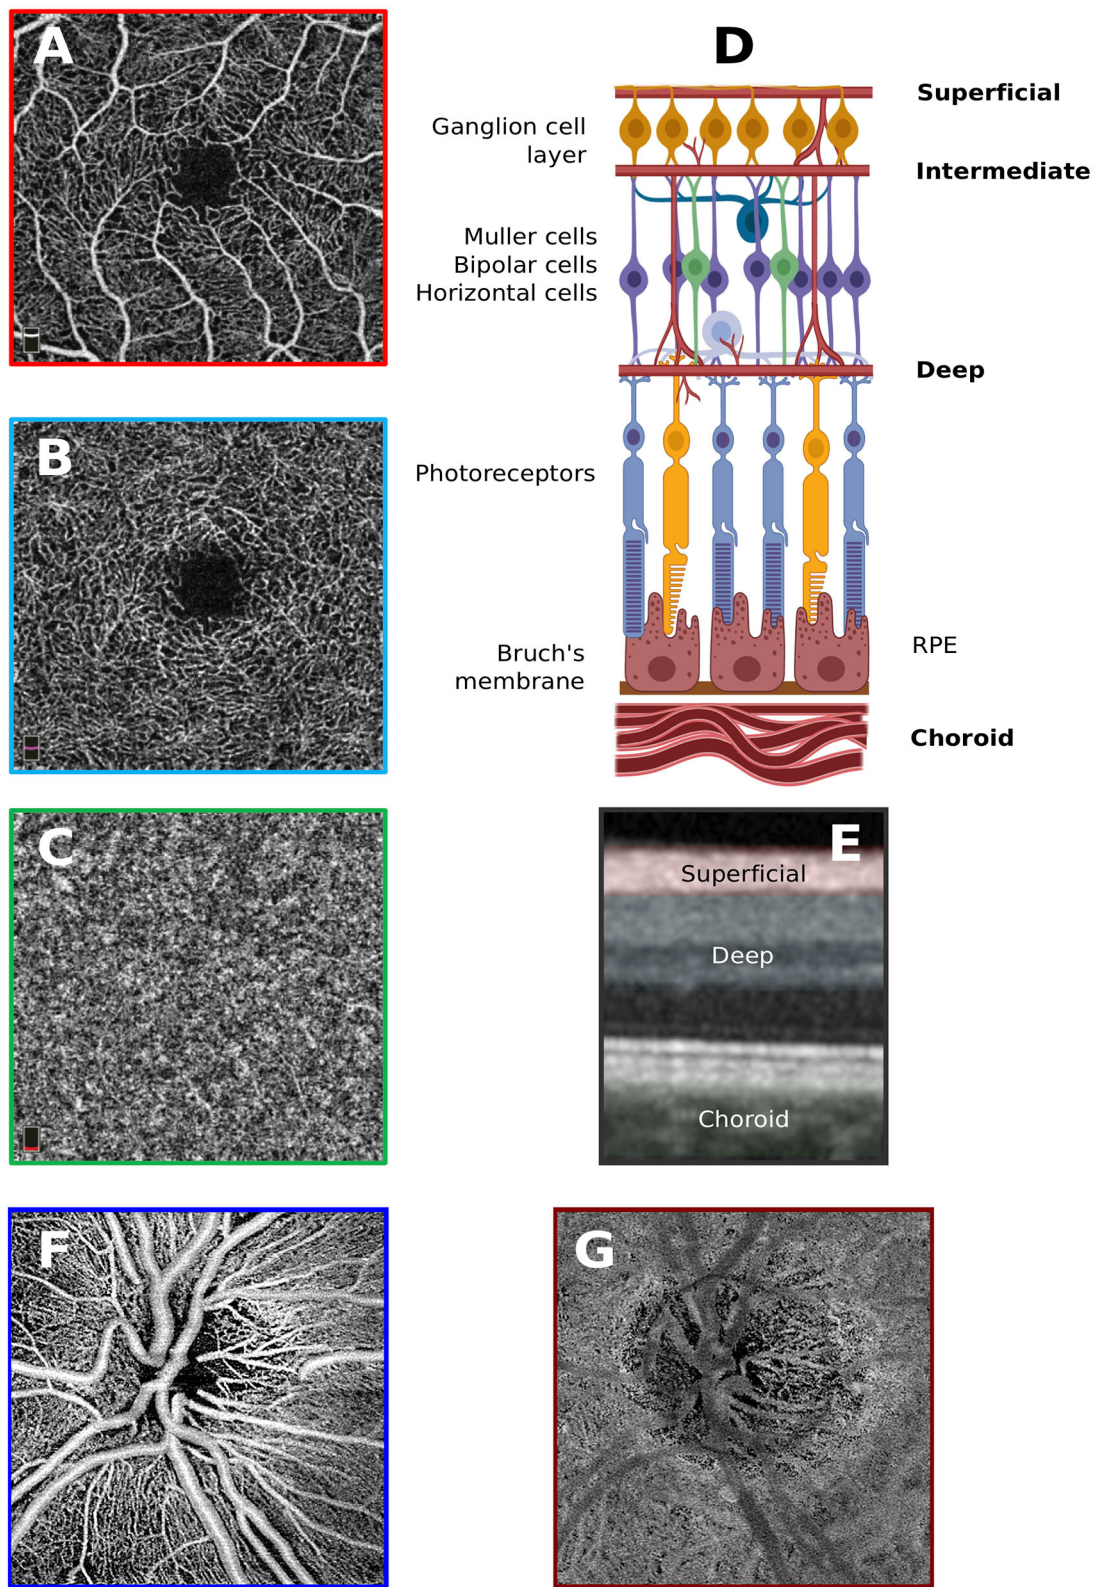 A
D
Superficial
Ganglion cell
layer
Intermediate
Muller cells
Bipolar cells
Horizontal cells
Deep
B
Photoreceptors
Bruch's
membrane
RPE
Choroid
C
E
Superficial
Deep
Choroid
F
G